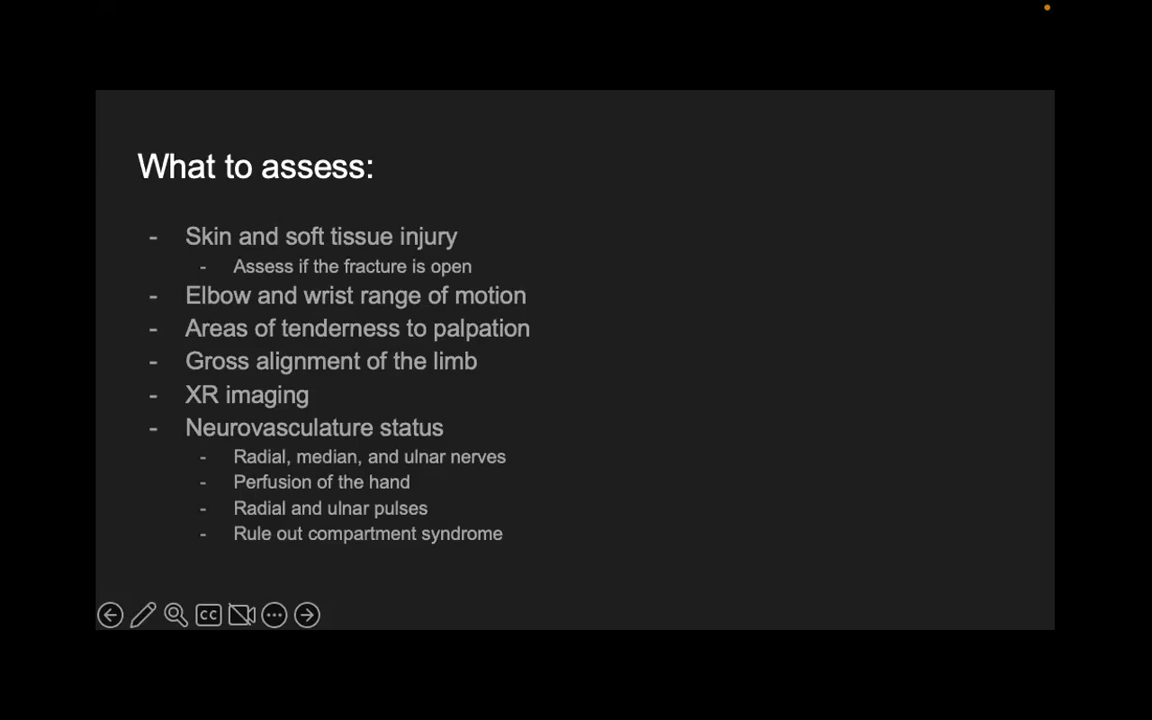 What to assess:
- Skin and soft tissue injury
- Assess if the fracture is open
- Elbow and wrist range of motion
- Areas of tenderness to palpation
- Gross alignment of the limb
- XR imaging
- Neurovasculature status
- Radial, median, and ulnar nerves
- Perfusion of the hand
- Radial and ulnar pulses
- Rule out compartment syndrome
CC